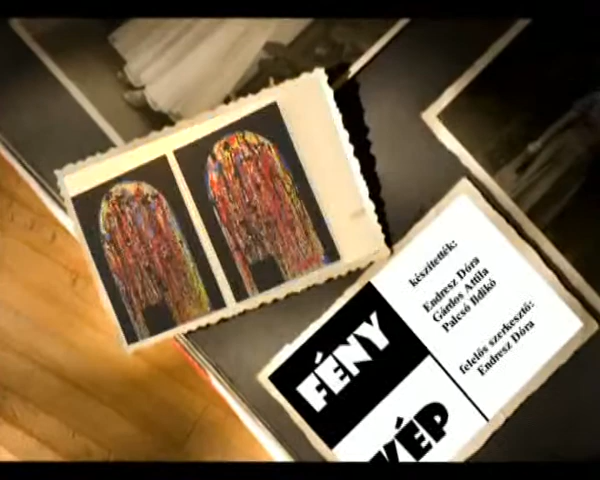 FÉNY
KÉP
készítették:
Endresz Dóra
Gárdos Attila
Palcsó Ildikó
felelős szerkesztő:
Endresz Dóra